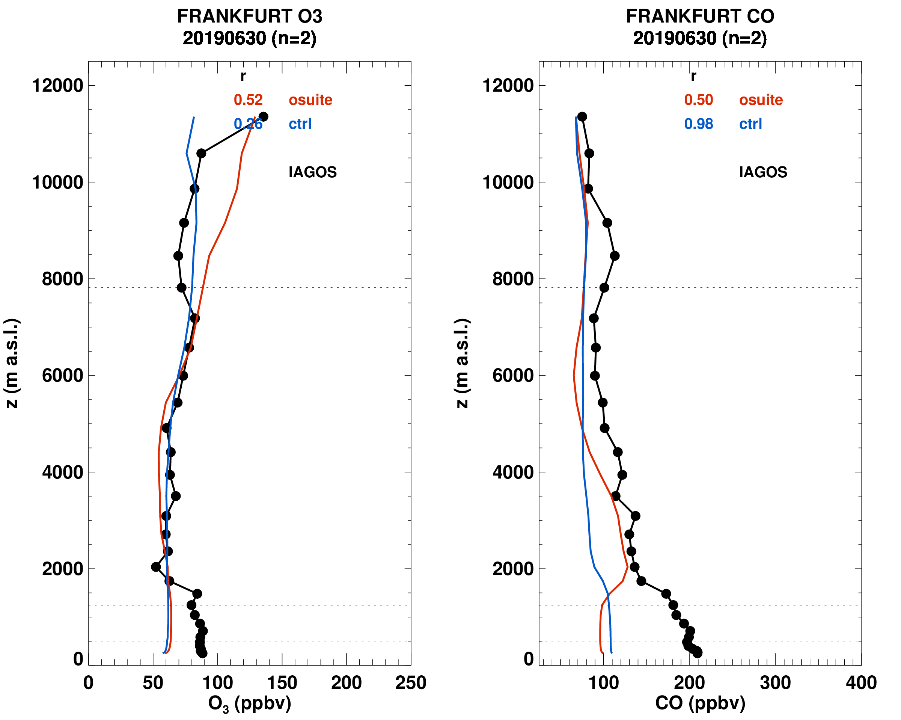 FRANKFURT O3
20190630 (n=2)
r
0.52 osuite
0.26 ctrl
IAGOS
12000
10000
8000
6000
4000
2000
0
z (m a.s.l.)
0 50 100 150 200 250
O3 (ppbv)
FRANKFURT CO
20190630 (n=2)
r
0.50 osuite
0.98 ctrl
IAGOS
12000
10000
8000
6000
4000
2000
0
z (m a.s.l.)
100 200 300 400
CO (ppbv)